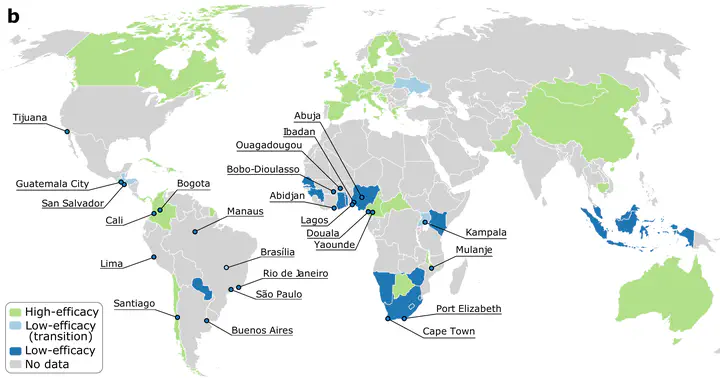 b
Tijuana
Abuja
Ibadan
Ouagadougou
Bobo-Dioulasso
Guatemala City
Bogota
Abidjan
San Salvador
Manaus
Lagos
Cali
Douala
Kampala
Yaounde
Brasília
Mulanje
Lima
Rio de Janeiro
São Paulo
Santiago
Port Elizabeth
Buenos Aires
Cape Town
High-efficacy
Low-efficacy
(transition)
Low-efficacy
No data